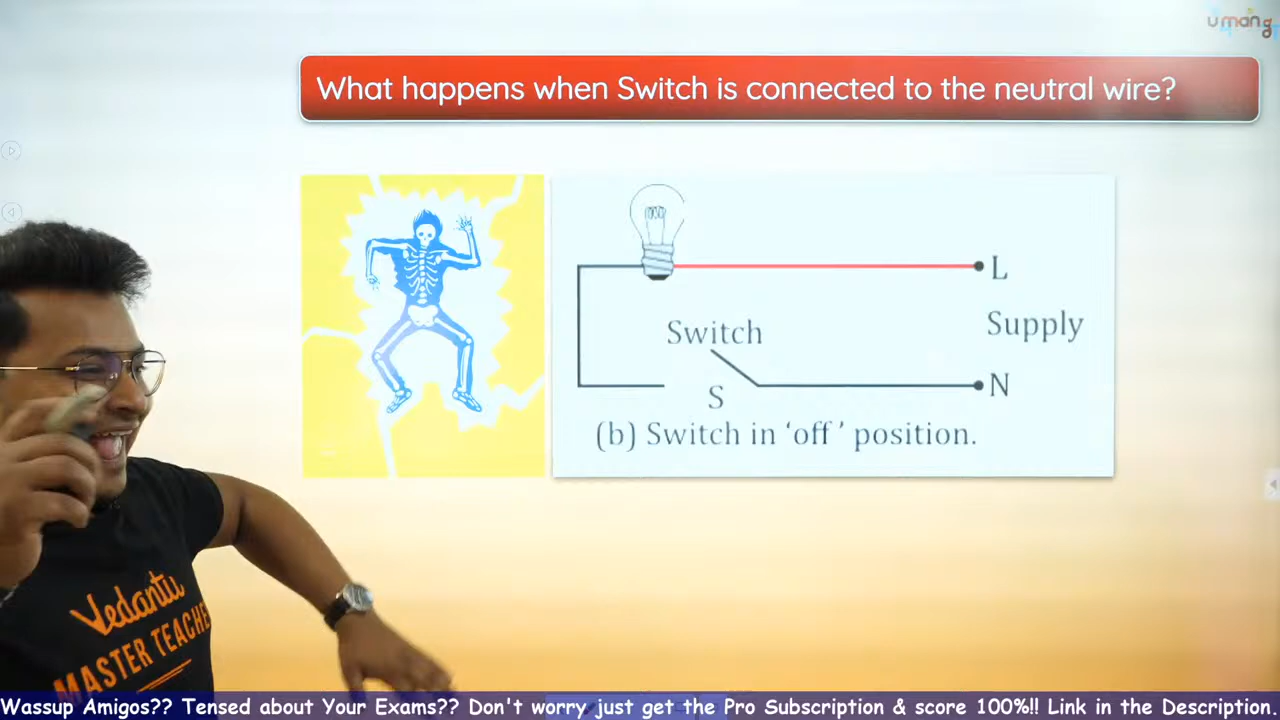 umang
What happens when Switch is connected to the neutral wire?
L
Switch
Supply
S
N
(b) Switch in ‘off’ position.
Vedantu
MASTER TEACHER
Wassup Amigos?? Tensed about Your Exams?? Don't worry just get the Pro Subscription & score 100%!! Link in the Description.